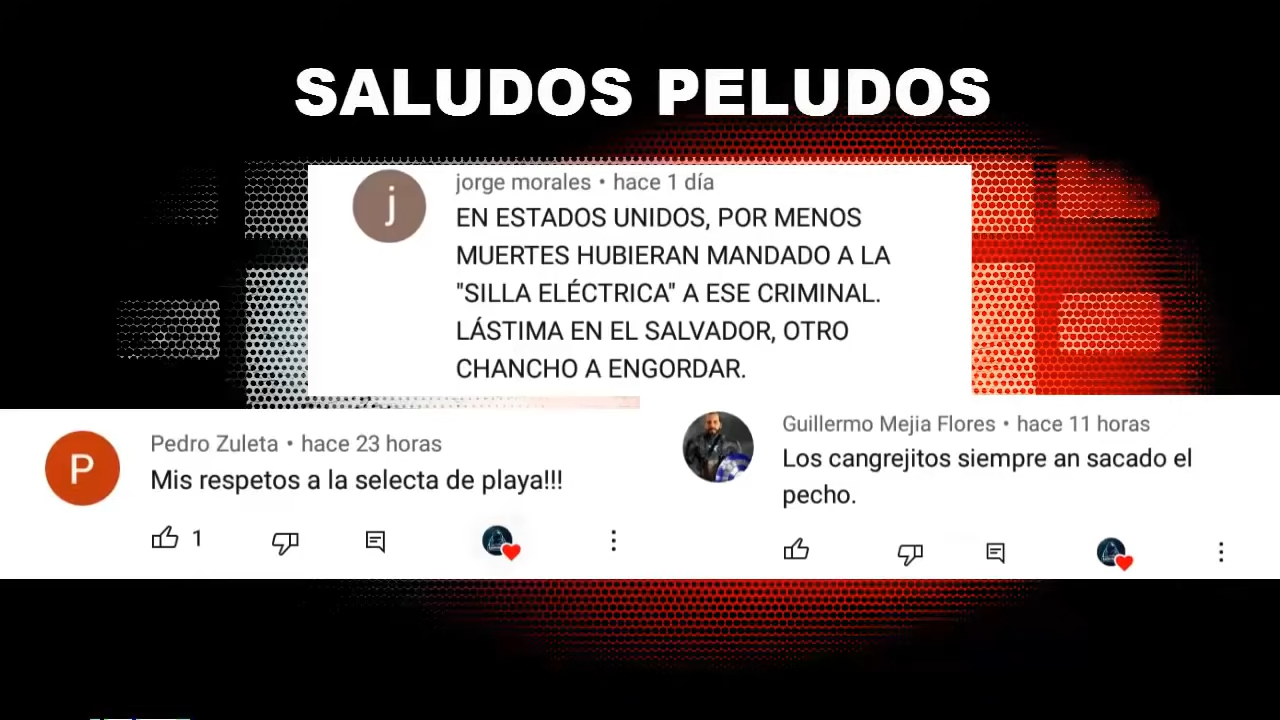 SALUDOS PELUDOS
j
jorge morales • hace 1 día
EN ESTADOS UNIDOS, POR MENOS
MUERTES HUBIERAN MANDADO A LA
"SILLA ELÉCTRICA" A ESE CRIMINAL.
LÁSTIMA EN EL SALVADOR, OTRO
CHANCHO A ENGORDAR.
P
Pedro Zuleta • hace 23 horas
Mis respetos a la selecta de playa!!!
1
Guillermo Mejia Flores • hace 11 horas
Los cangrejitos siempre an sacado el
pecho.